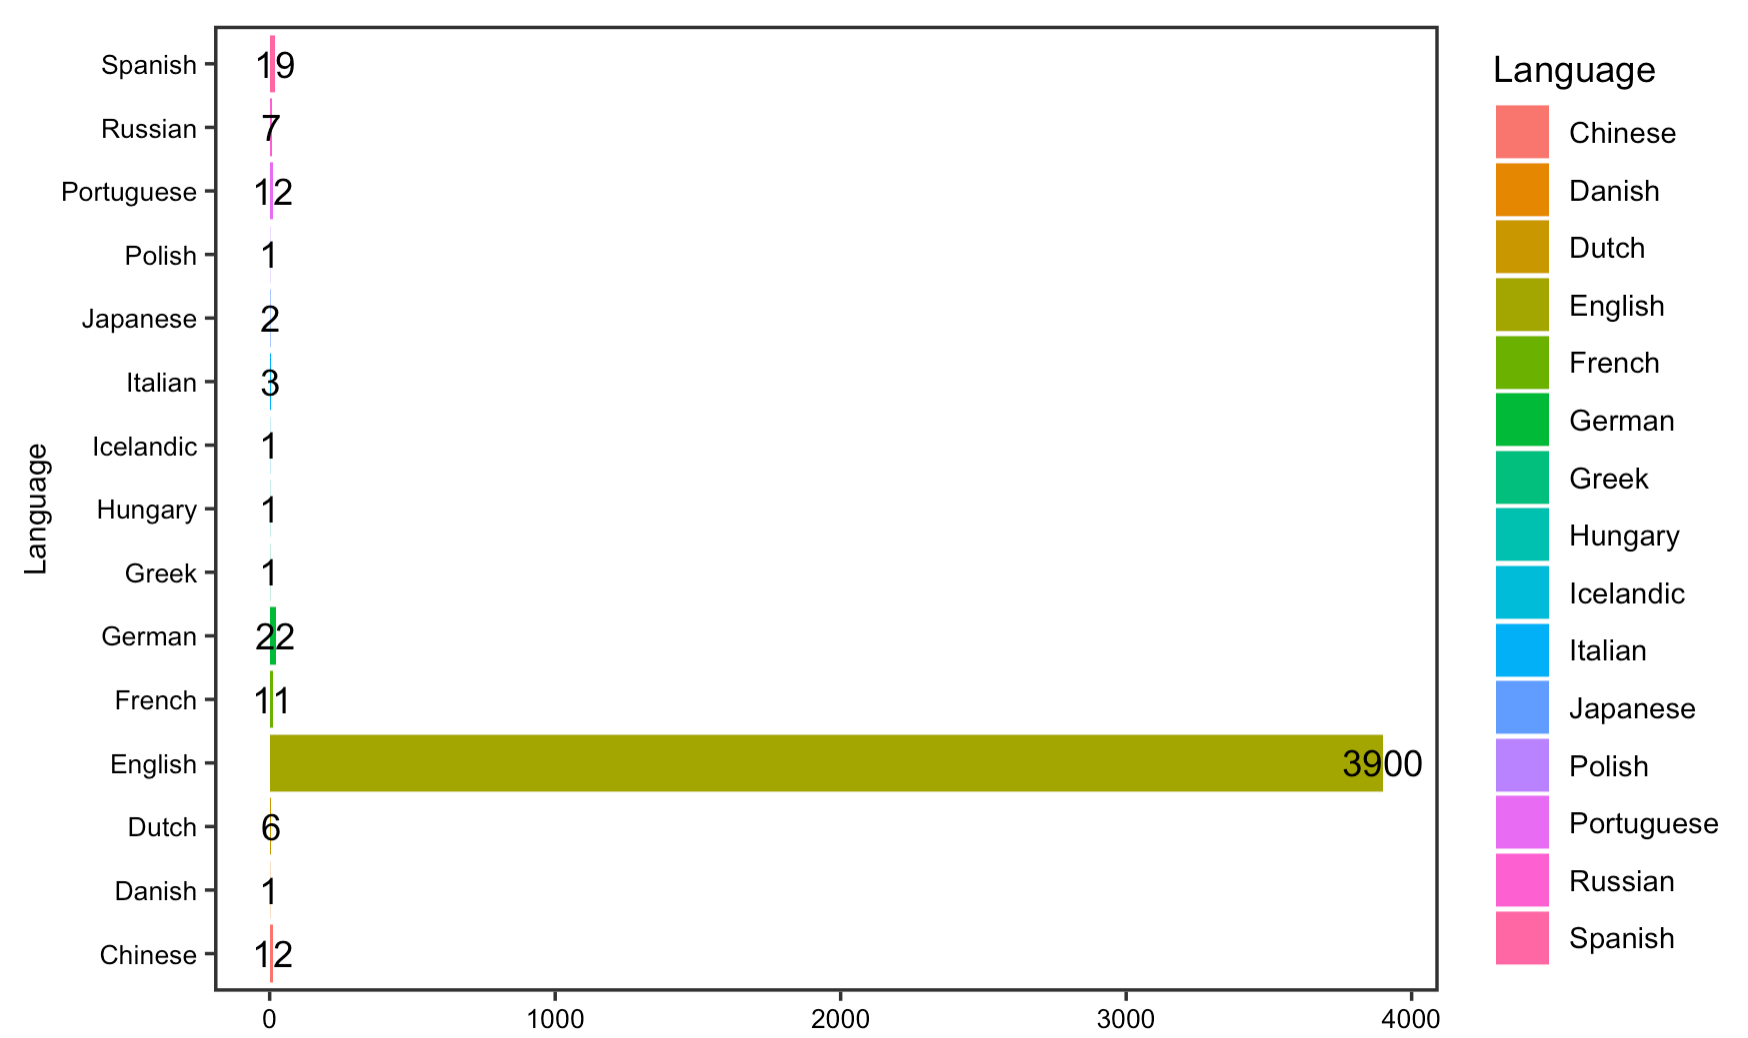 Spanish 19
Russian 7
Portuguese 12
Polish 1
Japanese 2
Italian 3
Icelandic 1
Hungary 1
Greek 1
German 22
French 11
English 3900
Dutch 6
Danish 1
Chinese 12
0 1000 2000 3000 4000
Language
Language
Chinese
Danish
Dutch
English
French
German
Greek
Hungary
Icelandic
Italian
Japanese
Polish
Portuguese
Russian
Spanish